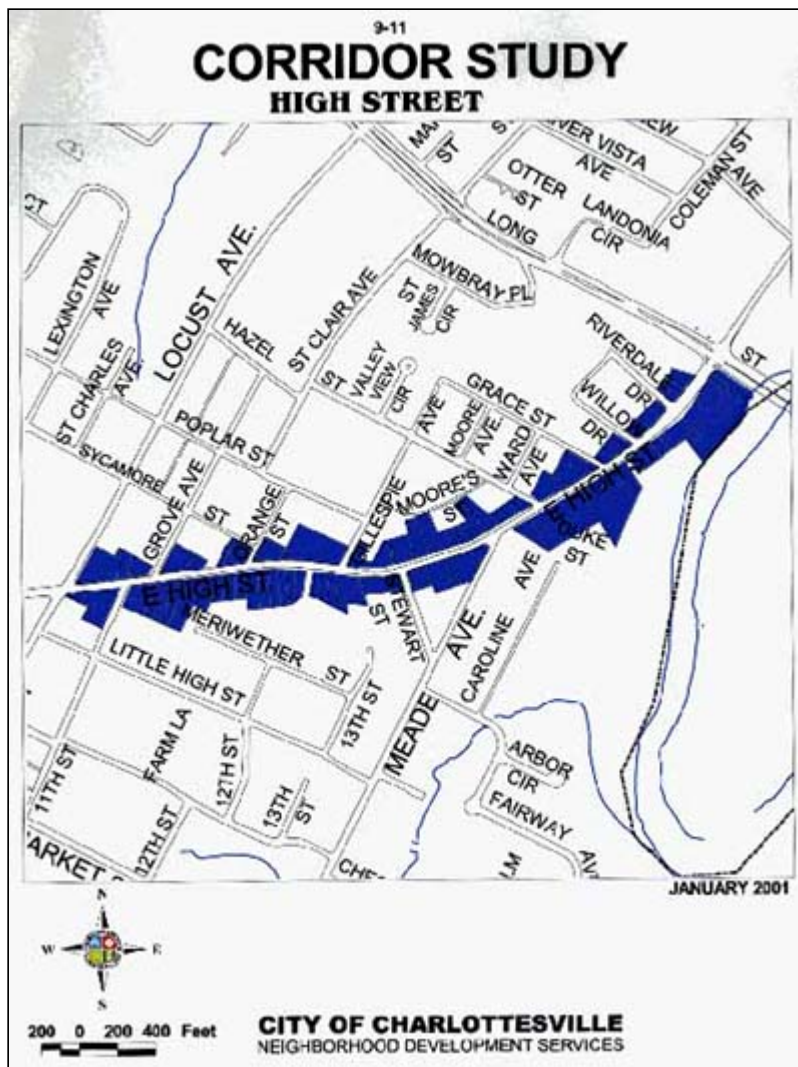 9-11
CORRIDOR STUDY
HIGH STREET
RIVER VISTA
AVE
COLEMAN ST
AVE
OTTER
ST
LANDONIA
CIR
LONG
ST
MOWBRAY PL
ST
JAMES
CIR
LEXINGTON
AVE
LOCUST AVE.
HAZEL
ST
ST CLAIR AVE
VALLEY
VIEW
CIR
ST CHARLES
AVE.
RIVERDALE
DR
WILLOW
DR
GRACE ST
AVE
MOORE
AVE.
WARD
AVE
POPLAR ST
SYCAMORE
ST
GROVE AVE
ORANGE
ST
GILLESPIE
MOORE'S
ST
E HIGH ST
E HIGH ST
ST
STEWART
ST
MERIWETHER ST
LITTLE HIGH ST
MEADE AVE.
CAROLINE AVE
FARM LA
11TH ST
12TH ST
12TH ST
13TH ST
13TH
ST
ARBOR
CIR
FAIRWAY
JANUARY 2001
N
W
E
S
200 0 200 400 Feet
CITY OF CHARLOTTESVILLE
NEIGHBORHOOD DEVELOPMENT SERVICES